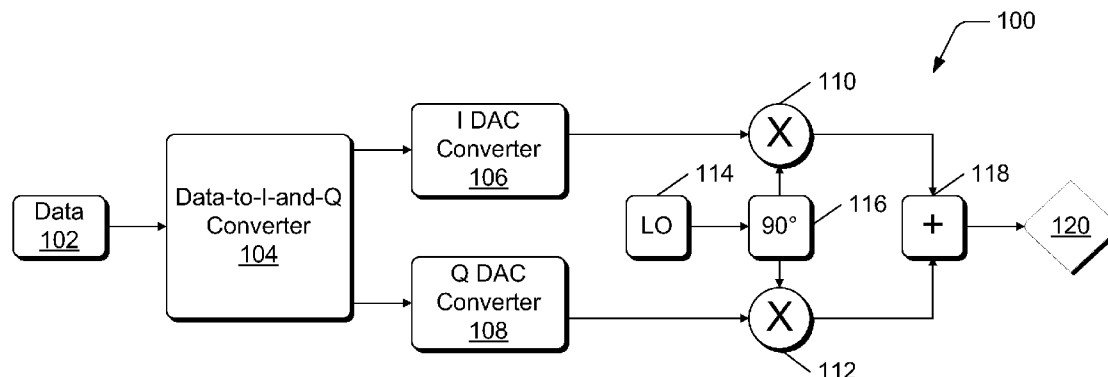 100
110
I DAC
Converter
106
114
118
Data-to-I-and-Q
Converter
104
Data
102
X
LO
90°
116
+
120
Q DAC
Converter
108
X
112